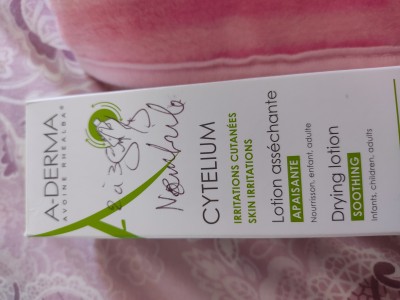 A-DERMA
AVOINE RHEALBA®
CYTELIUM
IRRITATIONS CUTANÉES
SKIN IRRITATIONS
Lotion asséchante
APAISANTE
Nourrisson, enfant, adulte
Drying lotion
SOOTHING
Infants, children, adults